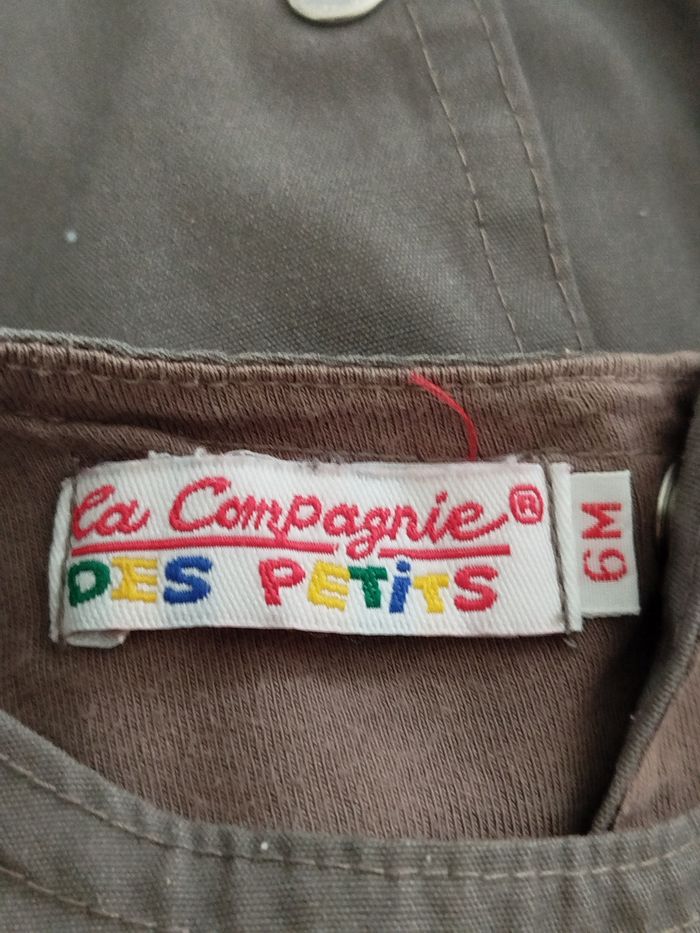 la Compagnie®
DES PETiTS
6M